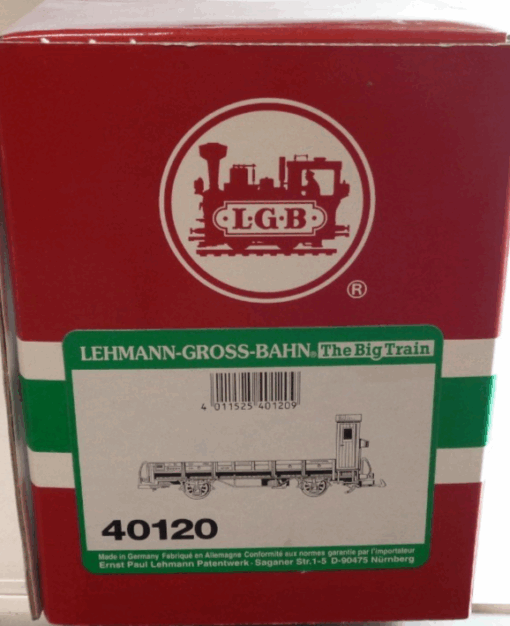 L·G·B·
®
LEHMANN-GROSS-BAHN® The Big Train
4 011525 401209
40120
Made in Germany Fabriqué en Allemagne Conformité aux normes garantie par l'importateur
Ernst Paul Lehmann Patentwerk · Saganer Str. 1-5 D-90475 Nürnberg